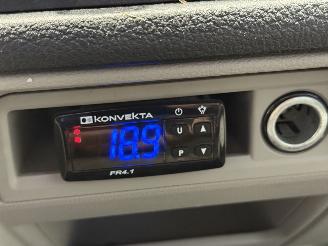 KONVEKTA
18.9
U
P
FR4.1